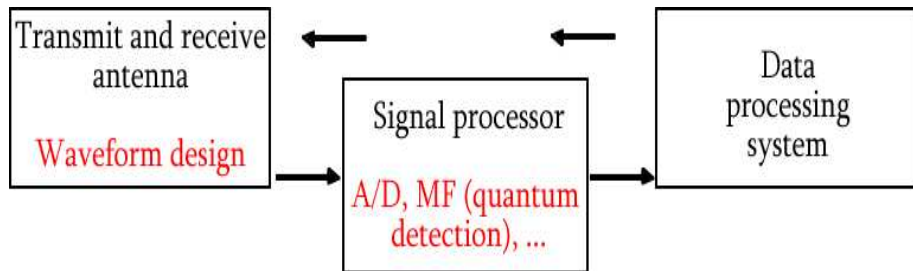 Transmit and receive
antenna
Waveform design
Signal processor
A/D, MF (quantum
detection), ...
Data
processing
system